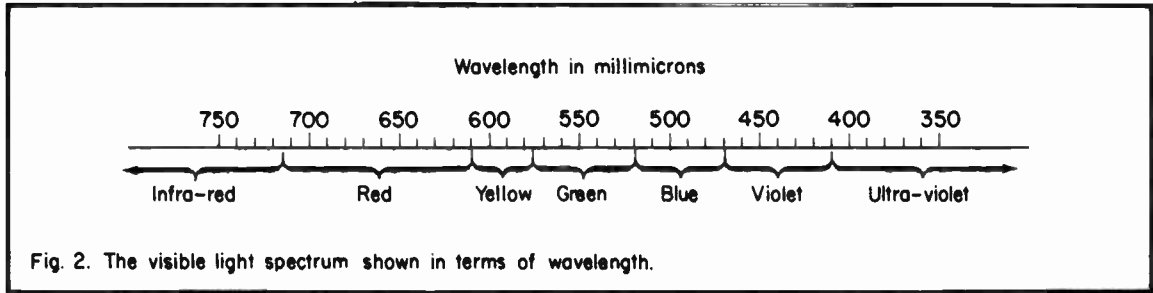 Wavelength in millimicrons
750 700 650 600 550 500 450 400 350
Infra-red Red Yellow Green Blue Violet Ultra-violet
Fig. 2. The visible light spectrum shown in terms of wavelength.